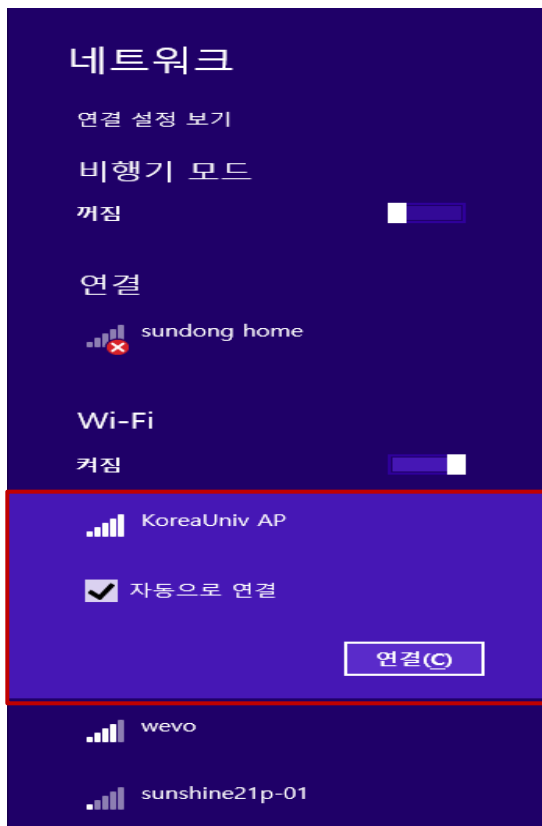 네트워크
연결 설정 보기
비행기 모드
꺼짐
연결
sundong home
Wi-Fi
켜짐
KoreaUniv AP
자동으로 연결
연결(C)
wevo
sunshine21p-01